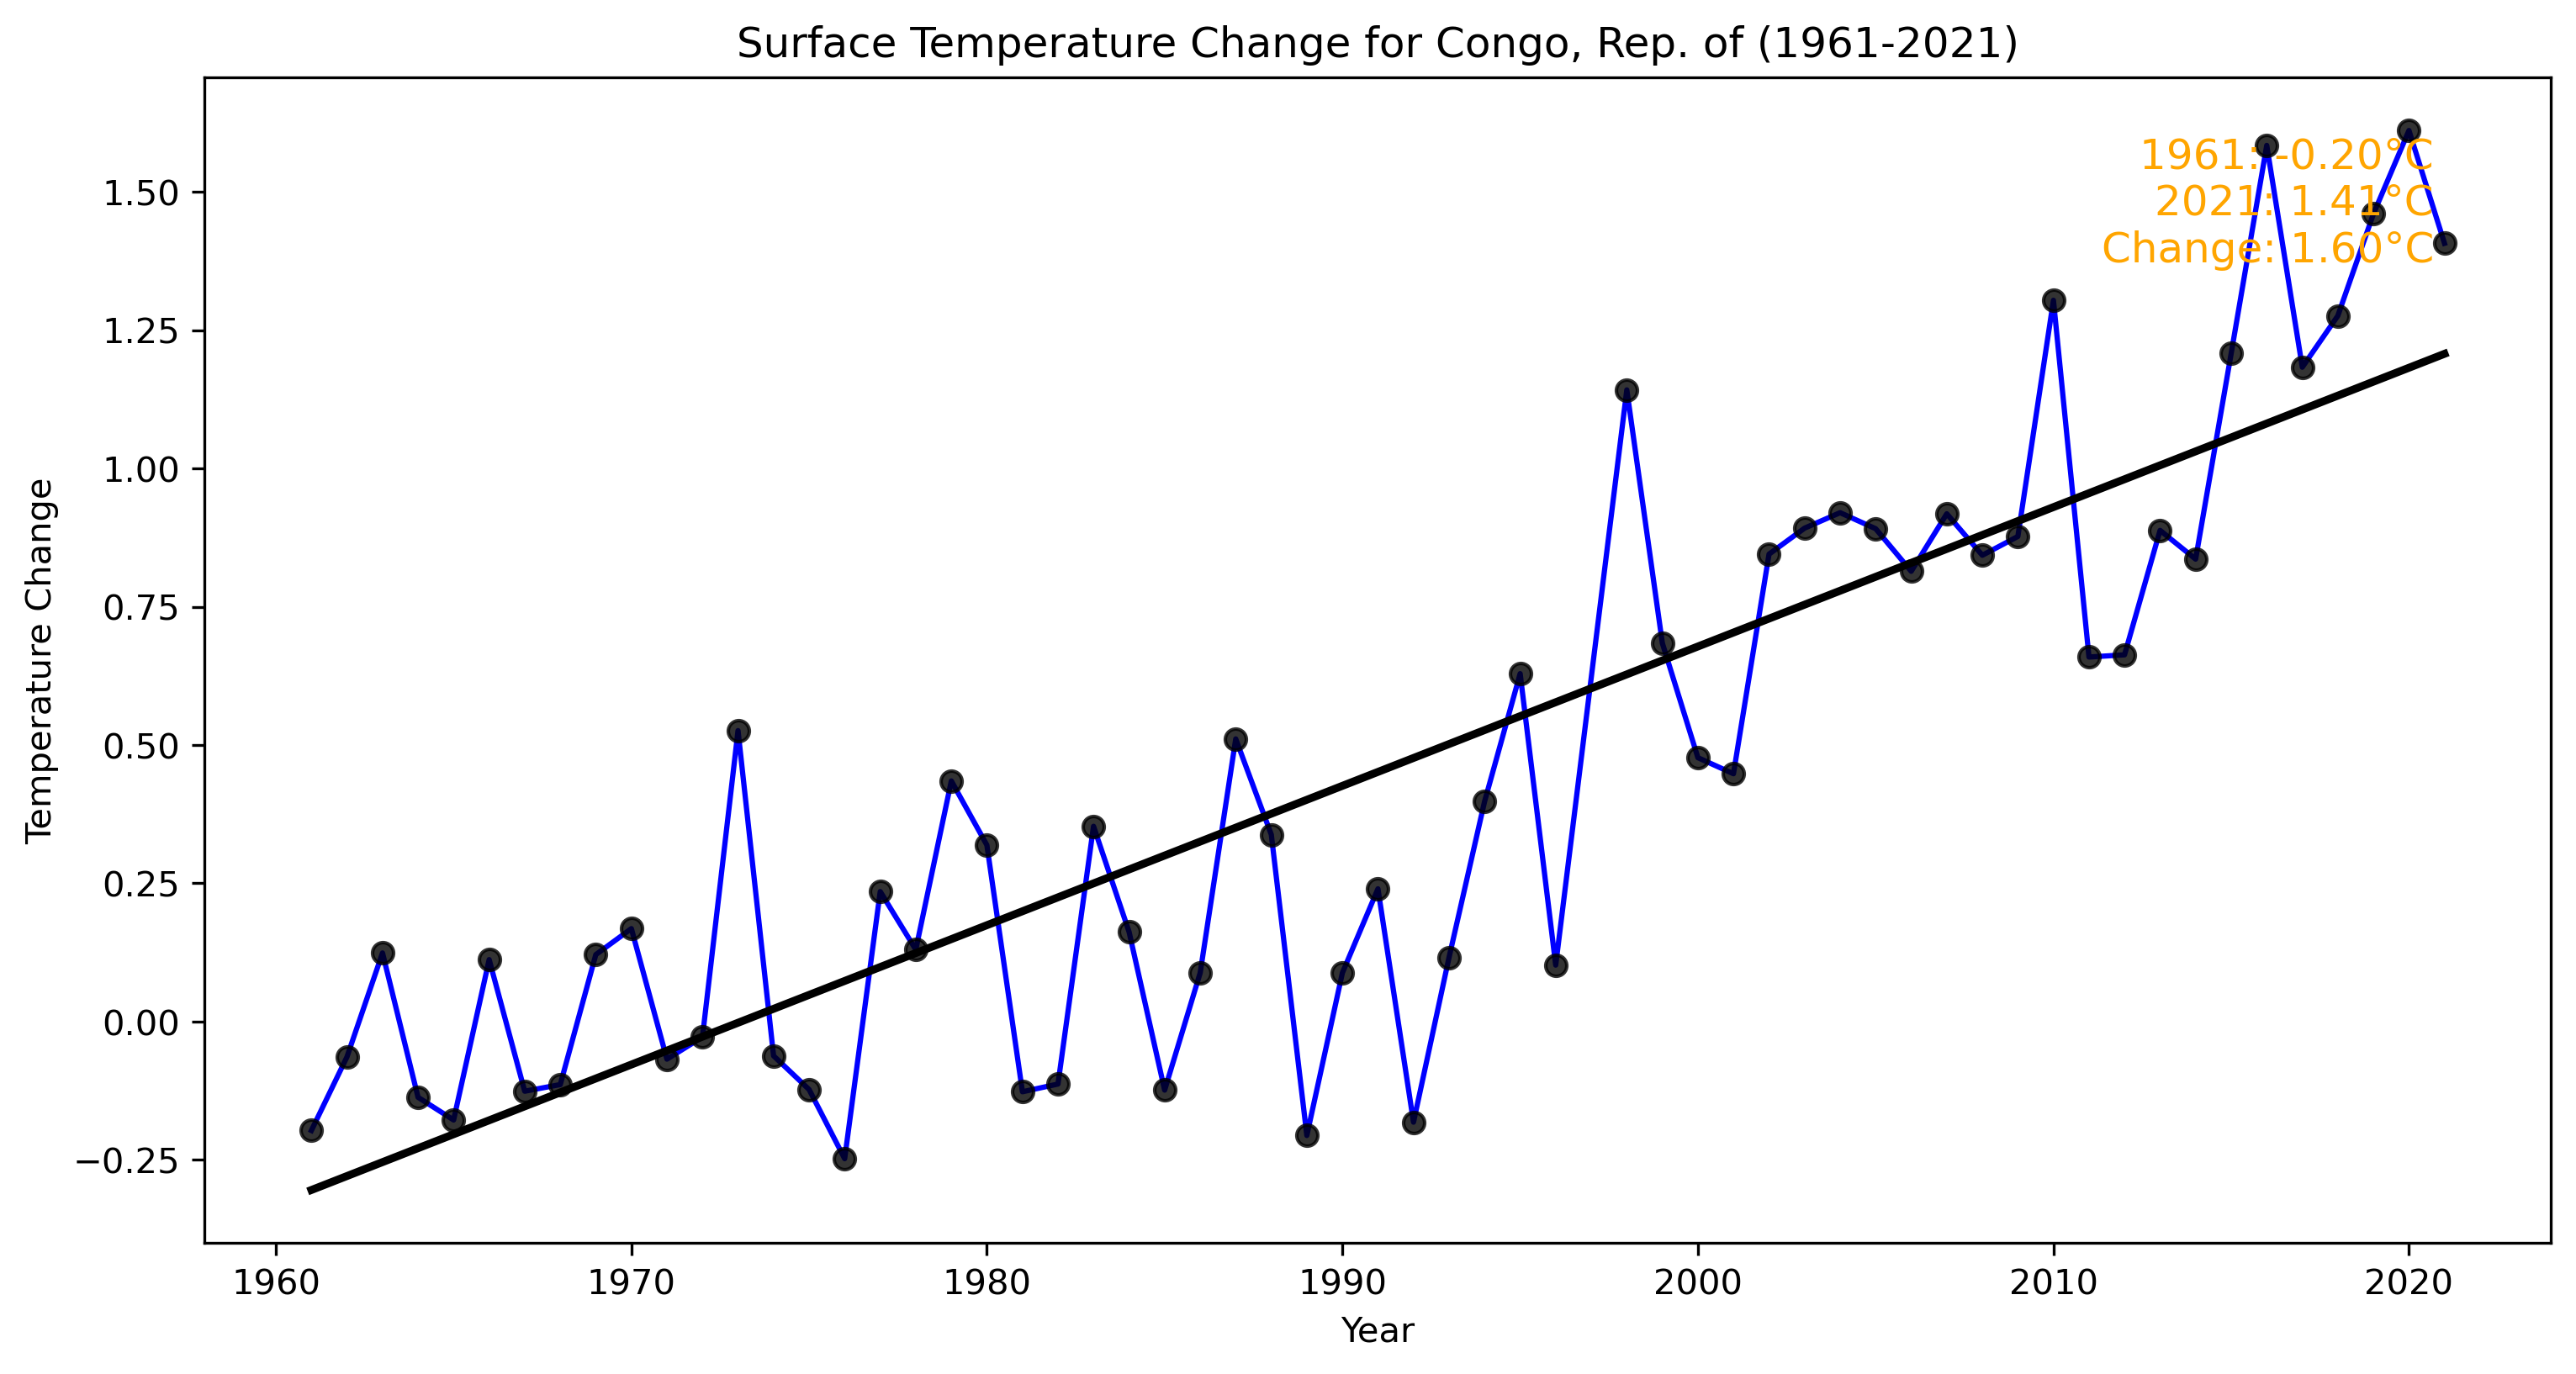 Surface Temperature Change for Congo, Rep. of (1961-2021)
1961: -0.20°C
2021: 1.41°C
Change: 1.60°C
Temperature Change
1.50
1.25
1.00
0.75
0.50
0.25
0.00
−0.25
1960
1970
1980
1990
2000
2010
2020
Year